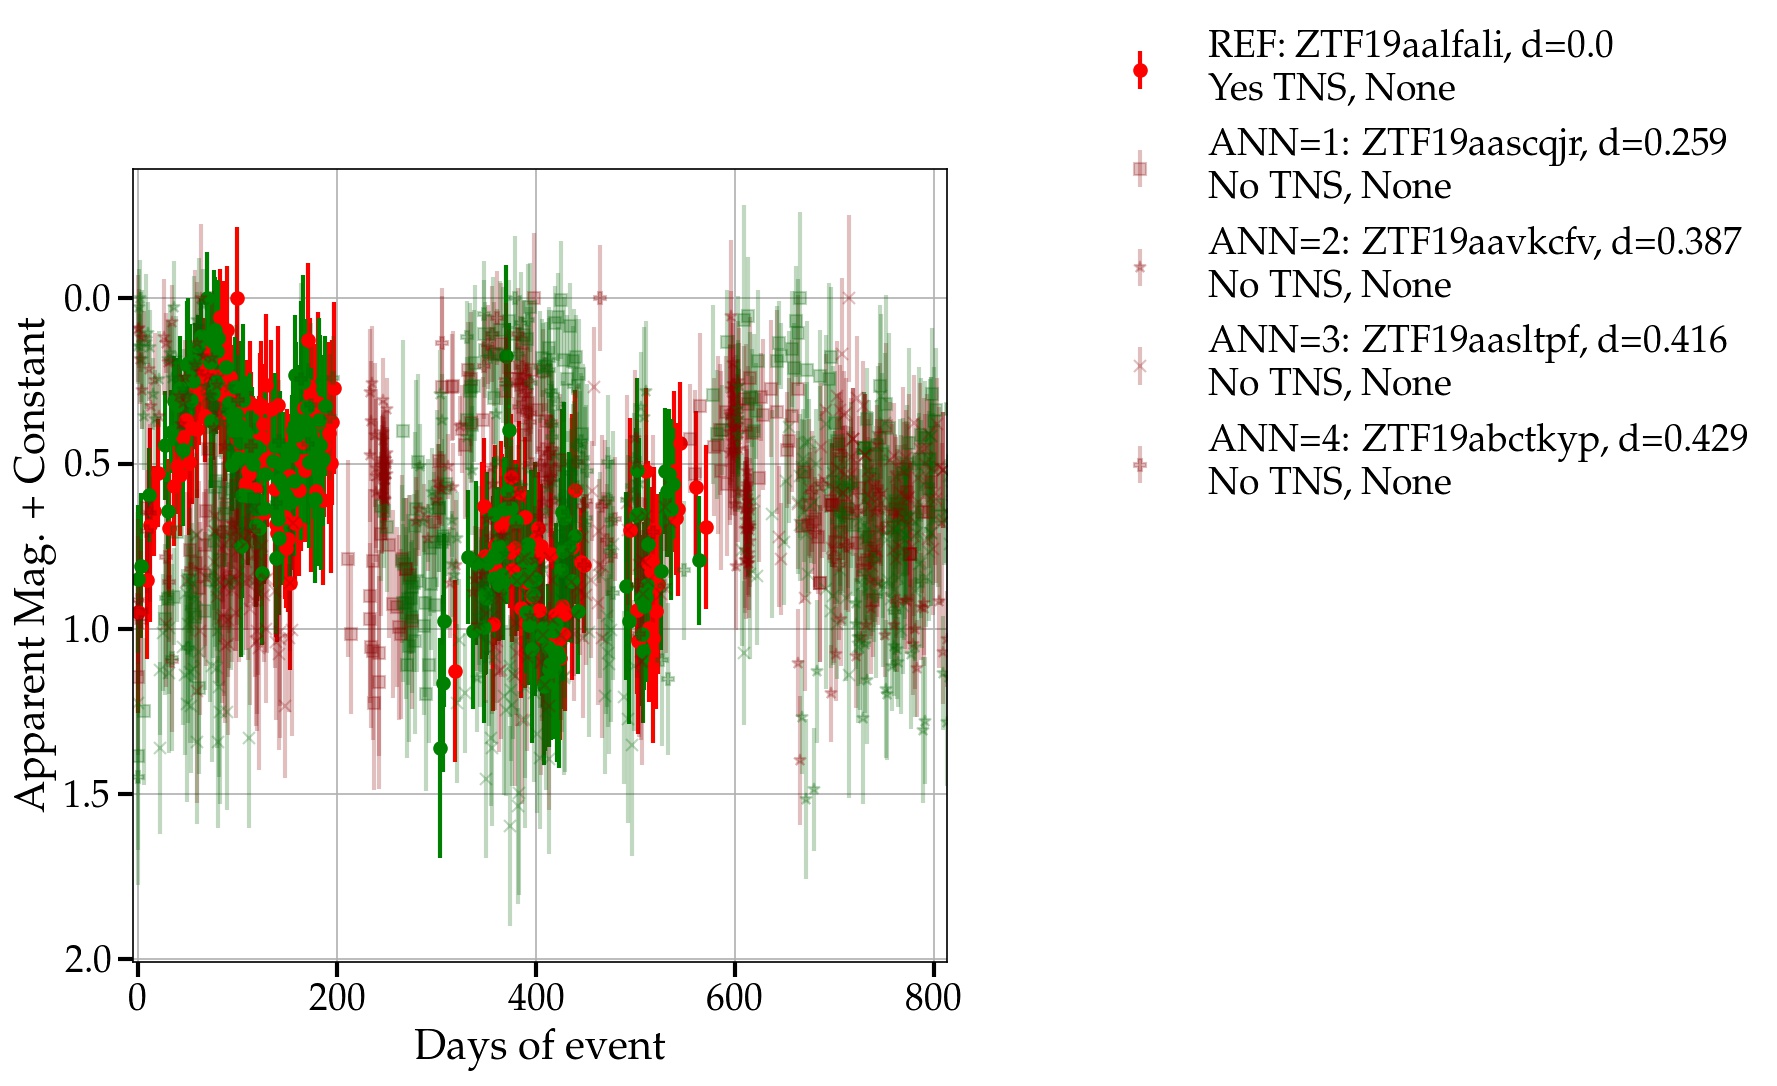 REF: ZTF19aalfali, d=0.0
Yes TNS, None
ANN=1: ZTF19aascqjr, d=0.259
No TNS, None
ANN=2: ZTF19aavkcfv, d=0.387
No TNS, None
ANN=3: ZTF19aasltpf, d=0.416
No TNS, None
ANN=4: ZTF19abctkyp, d=0.429
No TNS, None
Apparent Mag. + Constant
0.0
0.5
1.0
1.5
2.0
0 200 400 600 800
Days of event